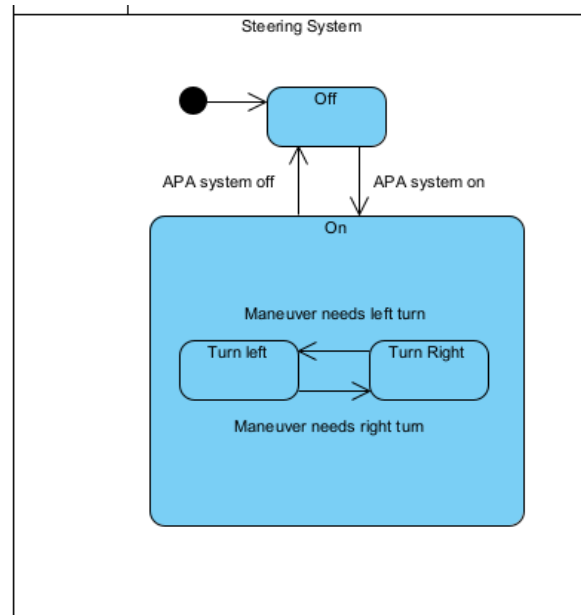 Steering System
Off
APA system off
APA system on
On
Maneuver needs left turn
Turn left
Turn Right
Maneuver needs right turn